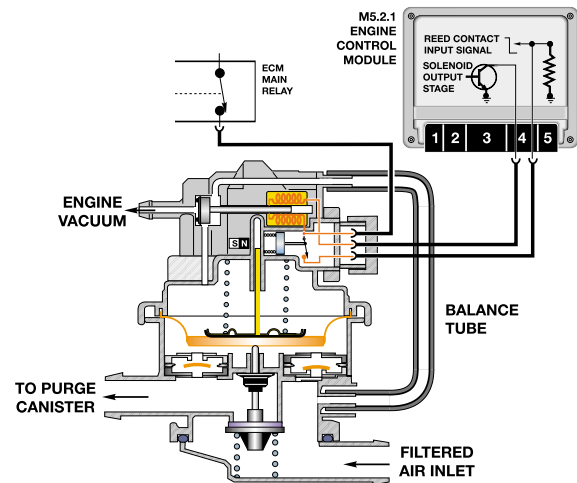 M5.2.1
ENGINE
CONTROL
MODULE
REED CONTACT
INPUT SIGNAL
SOLENOID
OUTPUT
STAGE
1 2 3 4 5
ECM
MAIN
RELAY
ENGINE
VACUUM
S N
BALANCE
TUBE
TO PURGE
CANISTER
FILTERED
AIR INLET